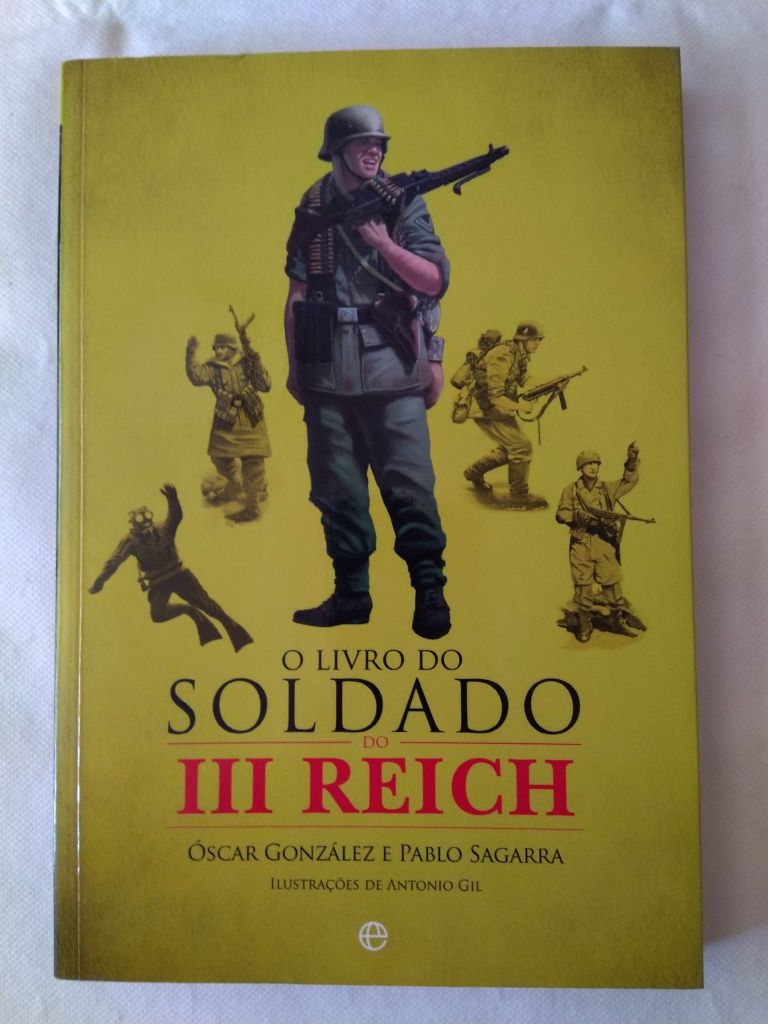 O LIVRO DO
SOLDADO
DO
III REICH
ÓSCAR GONZÁLEZ E PABLO SAGARRA
ILUSTRAÇÕES DE ANTONIO GIL